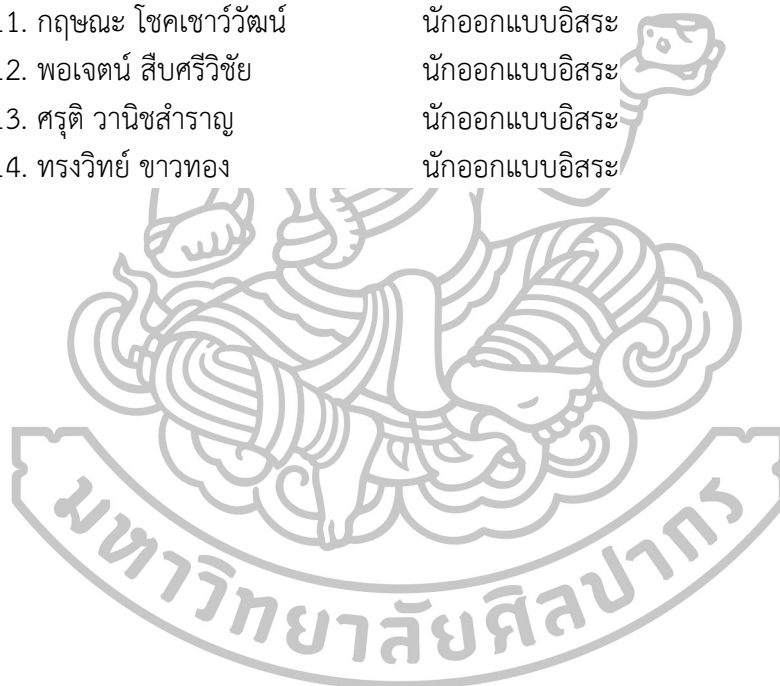 1. กฤษณะ โชคเชาว์วัฒน์ นักออกแบบอิสระ
2. พอเจตน์ สืบศรีวิชัย นักออกแบบอิสระ
3. ศรุติ วานิชสำราญ นักออกแบบอิสระ
4. ทรงวิทย์ ขาวทอง นักออกแบบอิสระ
มหาวิทยาลัยศิลปากร